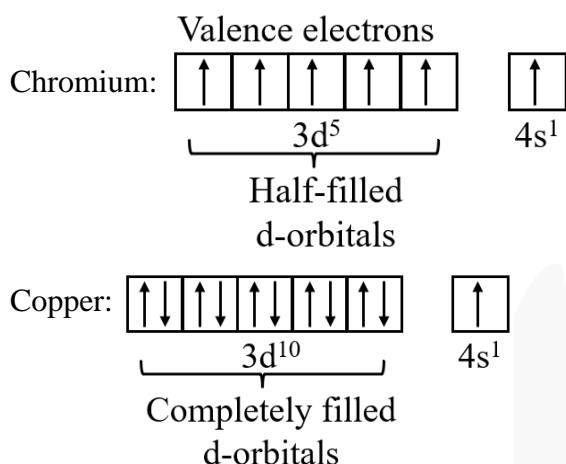 Valence electrons
Chromium:
3d⁵ 4s¹
Half-filled
d-orbitals
Copper:
3d¹⁰ 4s¹
Completely filled
d-orbitals